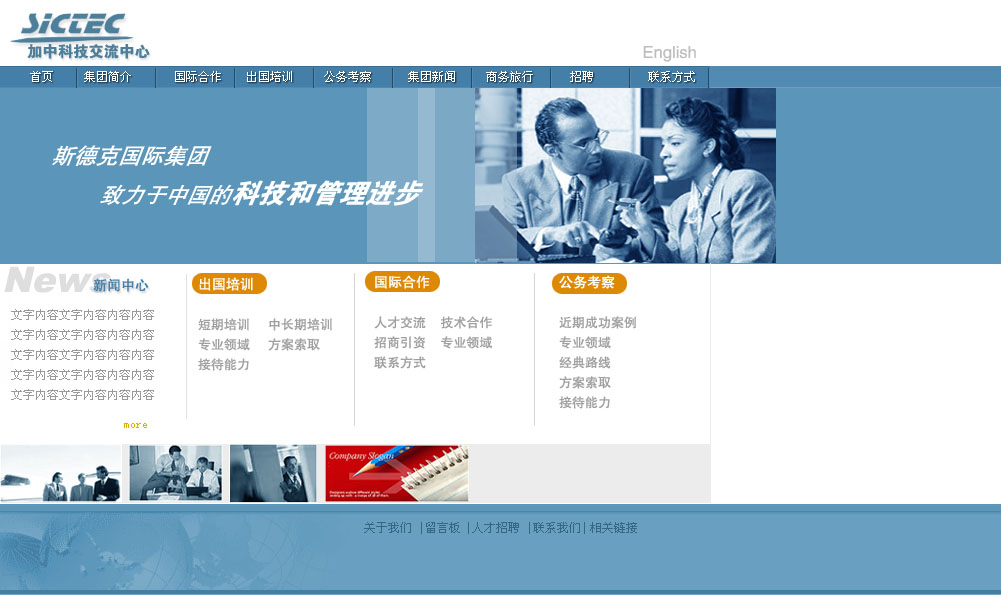 SICTEC
加中科技交流中心
English
首页 集团简介 国际合作 出国培训 公务考察 集团新闻 商务旅行 招聘 联系方式
斯德克国际集团
致力于中国的科技和管理进步
News 新闻中心
文字内容文字内容内容内容
文字内容文字内容内容内容
文字内容文字内容内容内容
文字内容文字内容内容内容
文字内容文字内容内容内容
more
出国培训
短期培训 中长期培训
专业领域 方案索取
接待能力
国际合作
人才交流 技术合作
招商引资 专业领域
联系方式
公务考察
近期成功案例
专业领域
经典路线
方案索取
接待能力
Company Slogan
关于我们 |留言板 |人才招聘 |联系我们| 相关链接